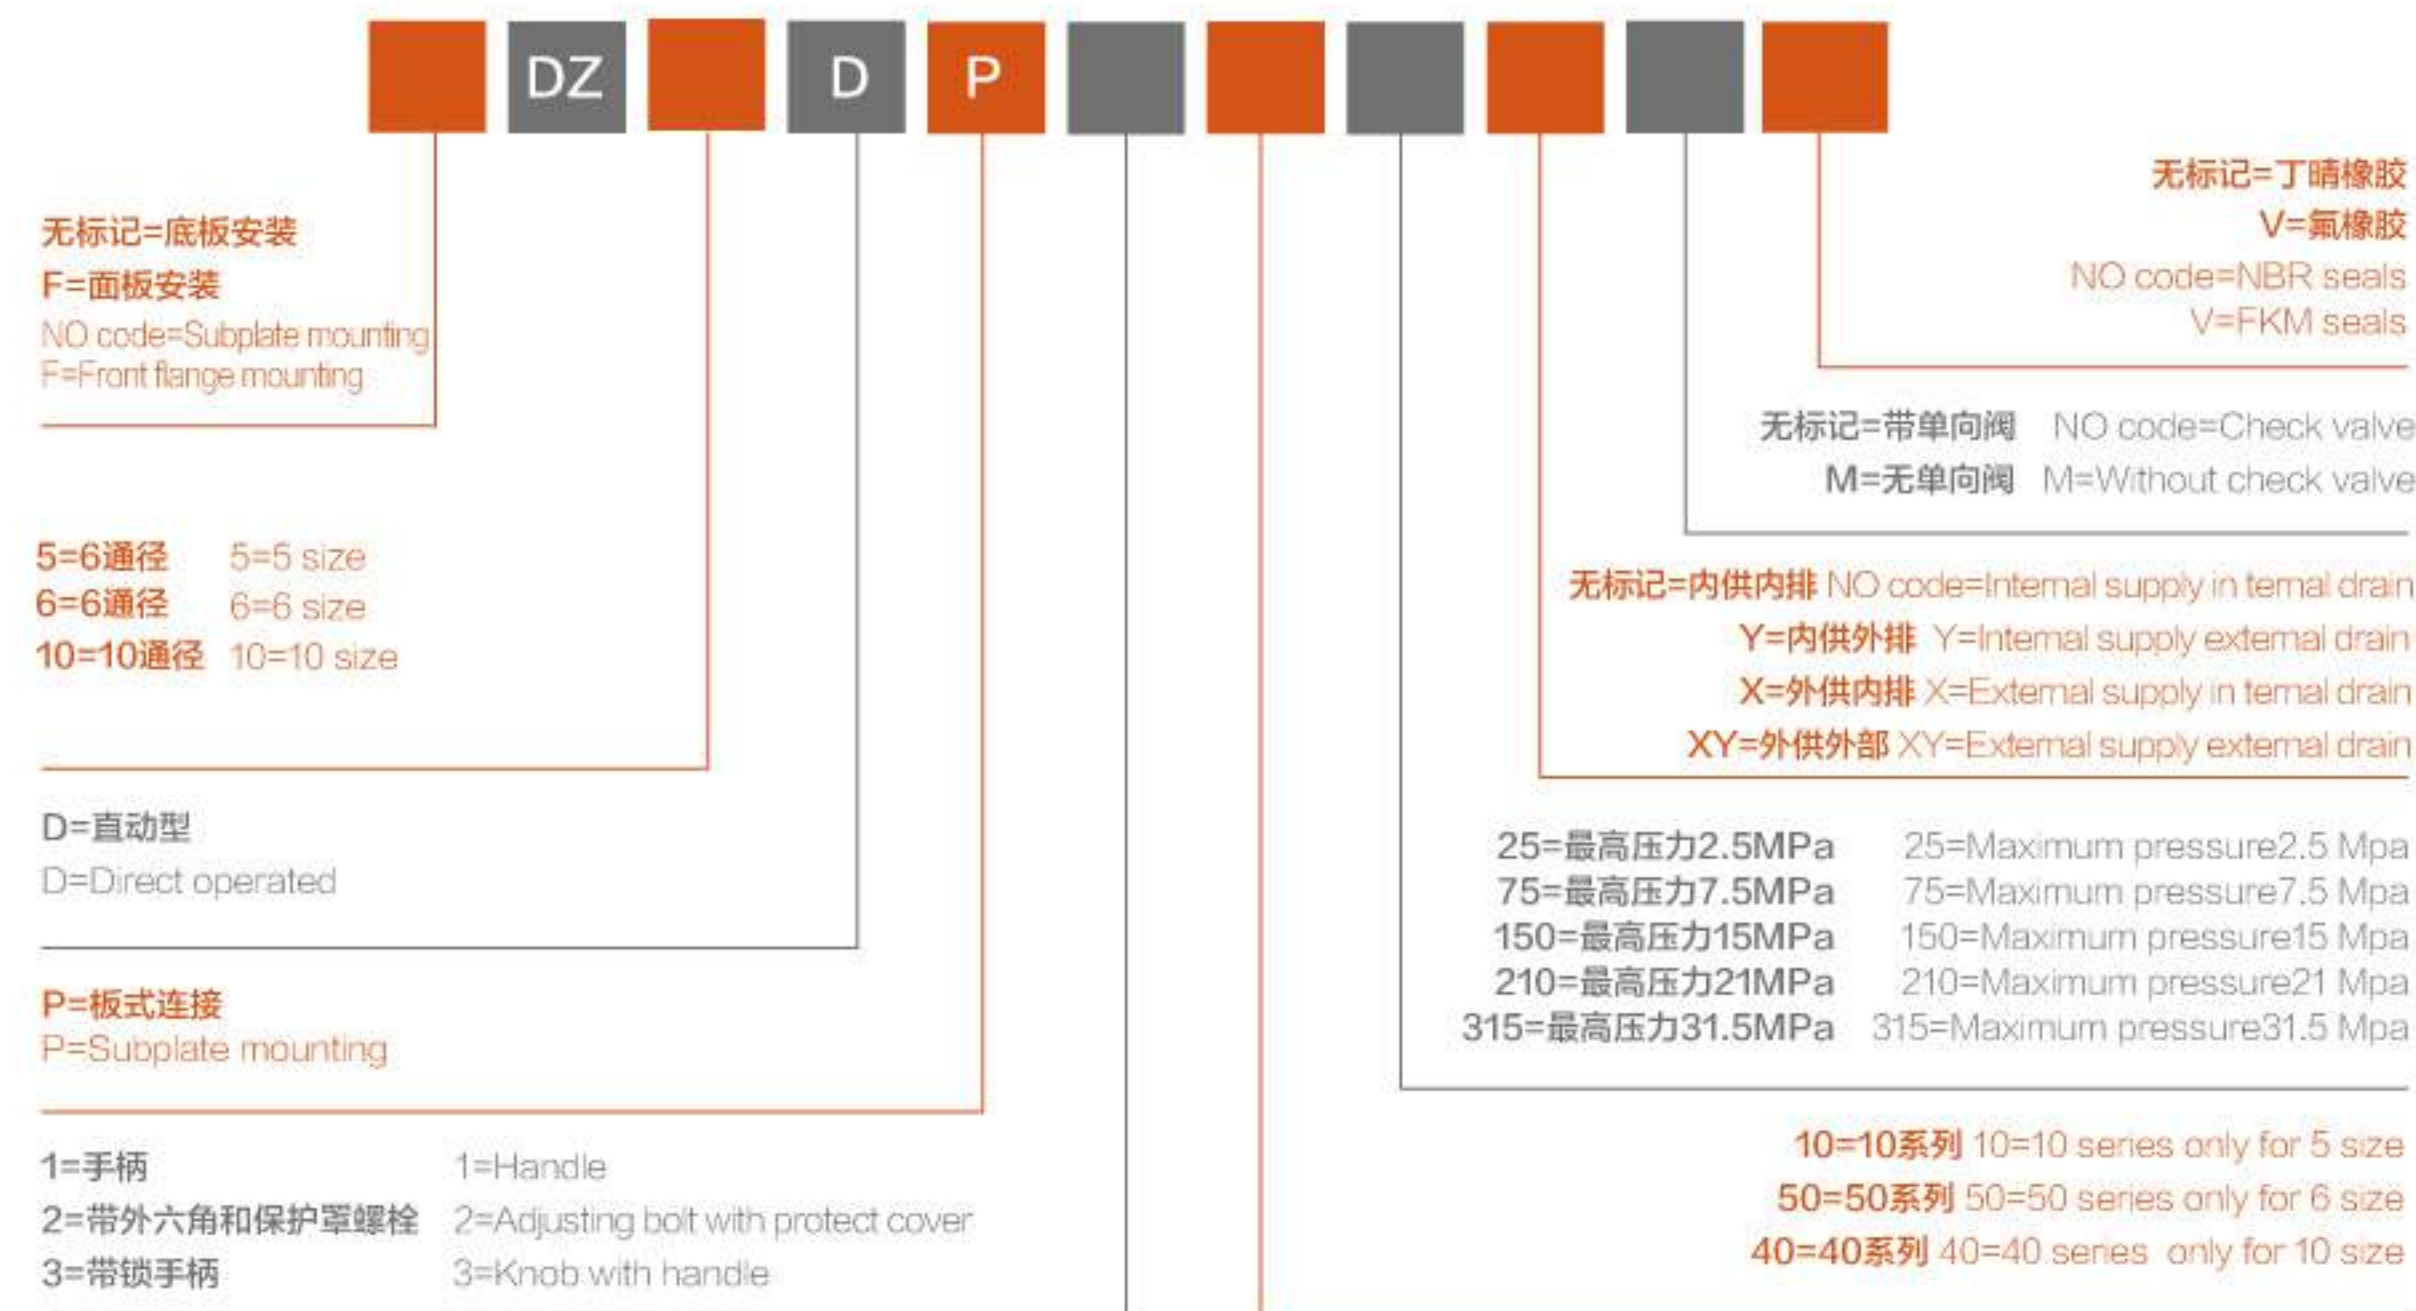 DZ D P
无标记=底板安装
F=面板安装
NO code=Subplate mounting
F=Front flange mounting
5=6通径 5=5 size
6=6通径 6=6 size
10=10通径 10=10 size
D=直动型
D=Direct operated
P=板式连接
P=Subplate mounting
1=手柄 1=Handle
2=带外六角和保护罩螺栓 2=Adjusting bolt with protect cover
3=带锁手柄 3=Knob with handle
无标记=丁晴橡胶
V=氟橡胶
NO code=NBR seals
V=FKM seals
无标记=带单向阀 NO code=Check valve
M=无单向阀 M=Without check valve
无标记=内供内排 NO code=Internal supply in ternal drain
Y=内供外排 Y=Internal supply external drain
X=外供内排 X=External supply in ternal drain
XY=外供外部 XY=External supply external drain
25=最高压力2.5MPa 25=Maximum pressure2.5 Mpa
75=最高压力7.5MPa 75=Maximum pressure7.5 Mpa
150=最高压力15MPa 150=Maximum pressure15 Mpa
210=最高压力21MPa 210=Maximum pressure21 Mpa
315=最高压力31.5MPa 315=Maximum pressure31.5 Mpa
10=10系列 10=10 series only for 5 size
50=50系列 50=50 series only for 6 size
40=40系列 40=40 series only for 10 size